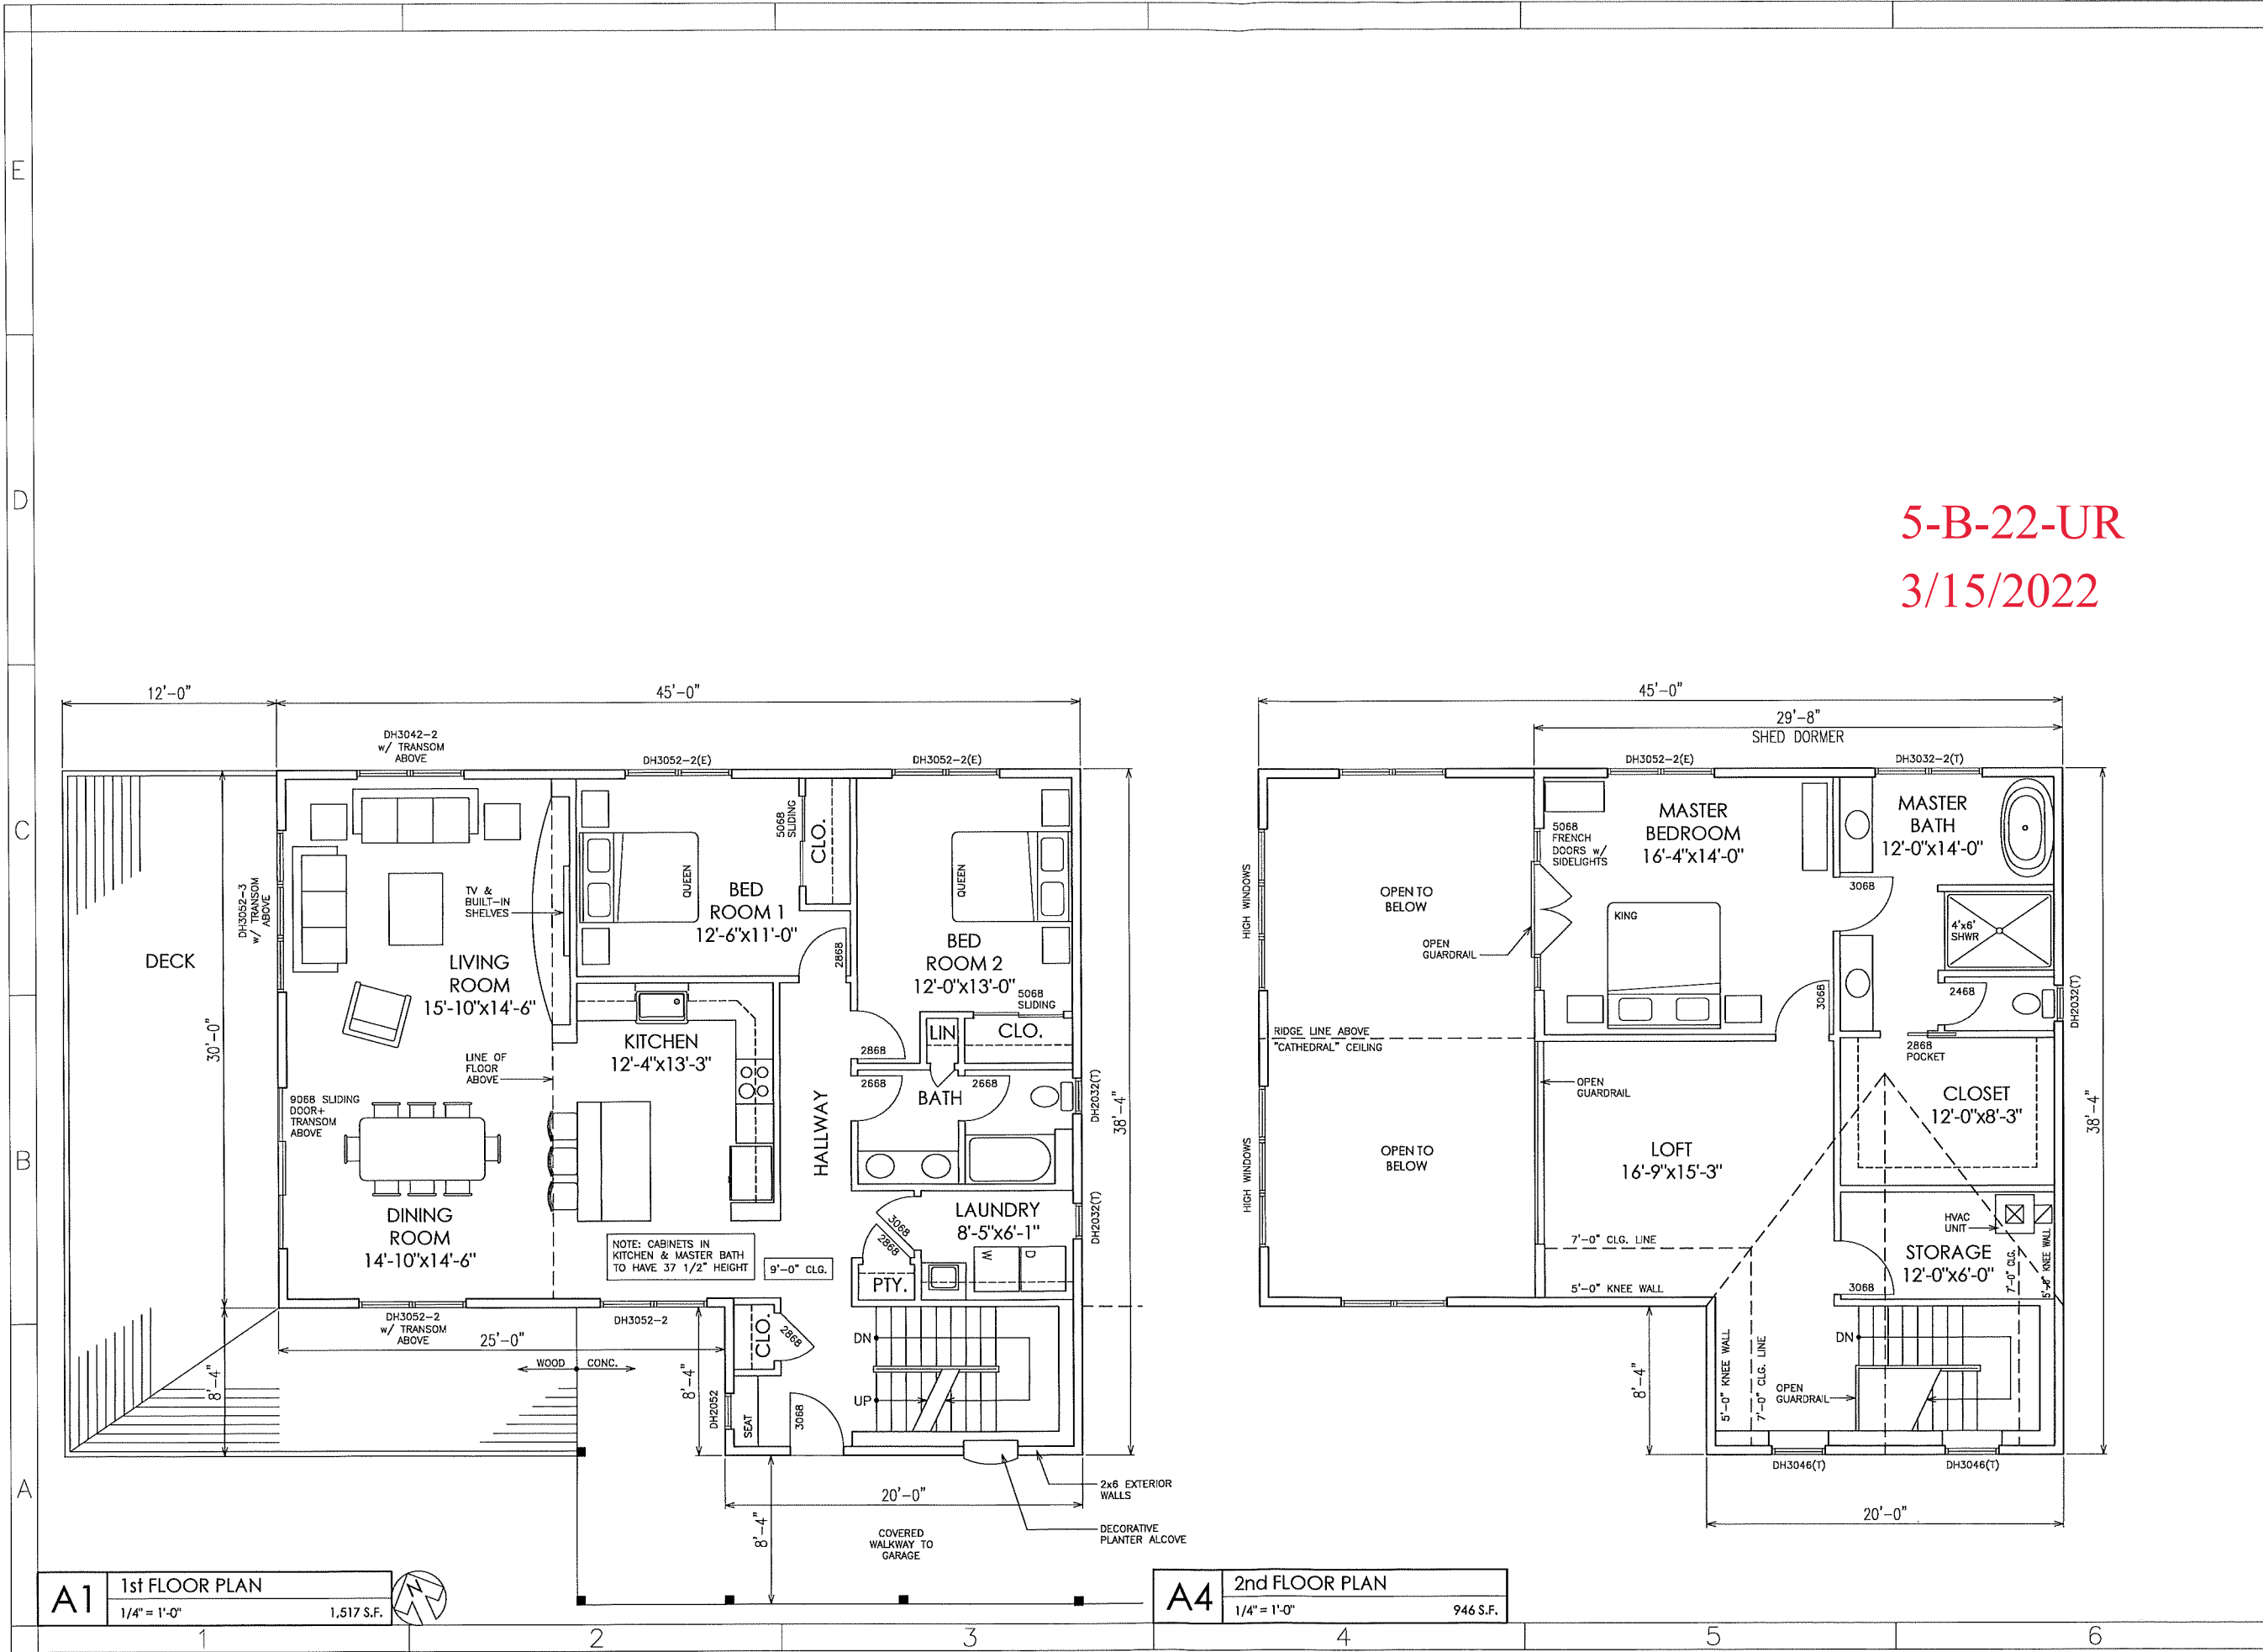 E
D
C
B
A
5-B-22-UR
3/15/2022
12'-0"
45'-0"
DH3042-2
w/ TRANSOM
ABOVE
DH3052-2(E)
DH3052-2(E)
DECK
30'-0"
DH3052-3
w/ TRANSOM
ABOVE
TV &
BUILT-IN
SHELVES
LIVING
ROOM
15'-10"x14'-6"
QUEEN
BED
ROOM 1
12'-6"x11'-0"
5068
SLIDING
CLO.
2868
QUEEN
BED
ROOM 2
12'-0"x13'-0"
5068
SLIDING
CLO.
LIN
2868
KITCHEN
12'-4"x13'-3"
LINE OF
FLOOR
ABOVE
9068 SLIDING
DOOR+
TRANSOM
ABOVE
HALLWAY
2668
BATH
2668
DH2032(T)
38'-4"
DINING
ROOM
14'-10"x14'-6"
NOTE: CABINETS IN
KITCHEN & MASTER BATH
TO HAVE 37 1/2" HEIGHT
9'-0" CLG.
3068
2868
LAUNDRY
8'-5"x6'-1"
W
D
PTY.
DH2032(T)
DH3052-2
w/ TRANSOM
ABOVE
DH3052-2
25'-0"
WOOD
CONC.
8'-4"
8'-4"
CLO.
2868
DN
UP
DH2052
SEAT
3068
20'-0"
8'-4"
2x6 EXTERIOR
WALLS
DECORATIVE
PLANTER ALCOVE
COVERED
WALKWAY TO
GARAGE
A1
1st FLOOR PLAN
1/4" = 1'-0"
1,517 S.F.
N
45'-0"
29'-8"
SHED DORMER
DH3052-2(E)
DH3032-2(T)
HIGH WINDOWS
OPEN TO
BELOW
5068
FRENCH
DOORS w/
SIDELIGHTS
OPEN
GUARDRAIL
MASTER
BEDROOM
16'-4"x14'-0"
KING
MASTER
BATH
12'-0"x14'-0"
3068
4'x6'
SHWR
2468
DH2032(T)
3068
2868
POCKET
RIDGE LINE ABOVE
"CATHEDRAL" CEILING
OPEN
GUARDRAIL
CLOSET
12'-0"x8'-3"
38'-4"
HIGH WINDOWS
OPEN TO
BELOW
LOFT
16'-9"x15'-3"
HVAC
UNIT
STORAGE
12'-0"x6'-0"
7'-0" CLG.
5'-0" KNEE WALL
3068
7'-0" CLG. LINE
5'-0" KNEE WALL
8'-4"
5'-0" KNEE WALL
7'-0" CLG. LINE
DN
OPEN
GUARDRAIL
DH3046(T)
DH3046(T)
20'-0"
A4
2nd FLOOR PLAN
1/4" = 1'-0"
946 S.F.
1
2
3
4
5
6